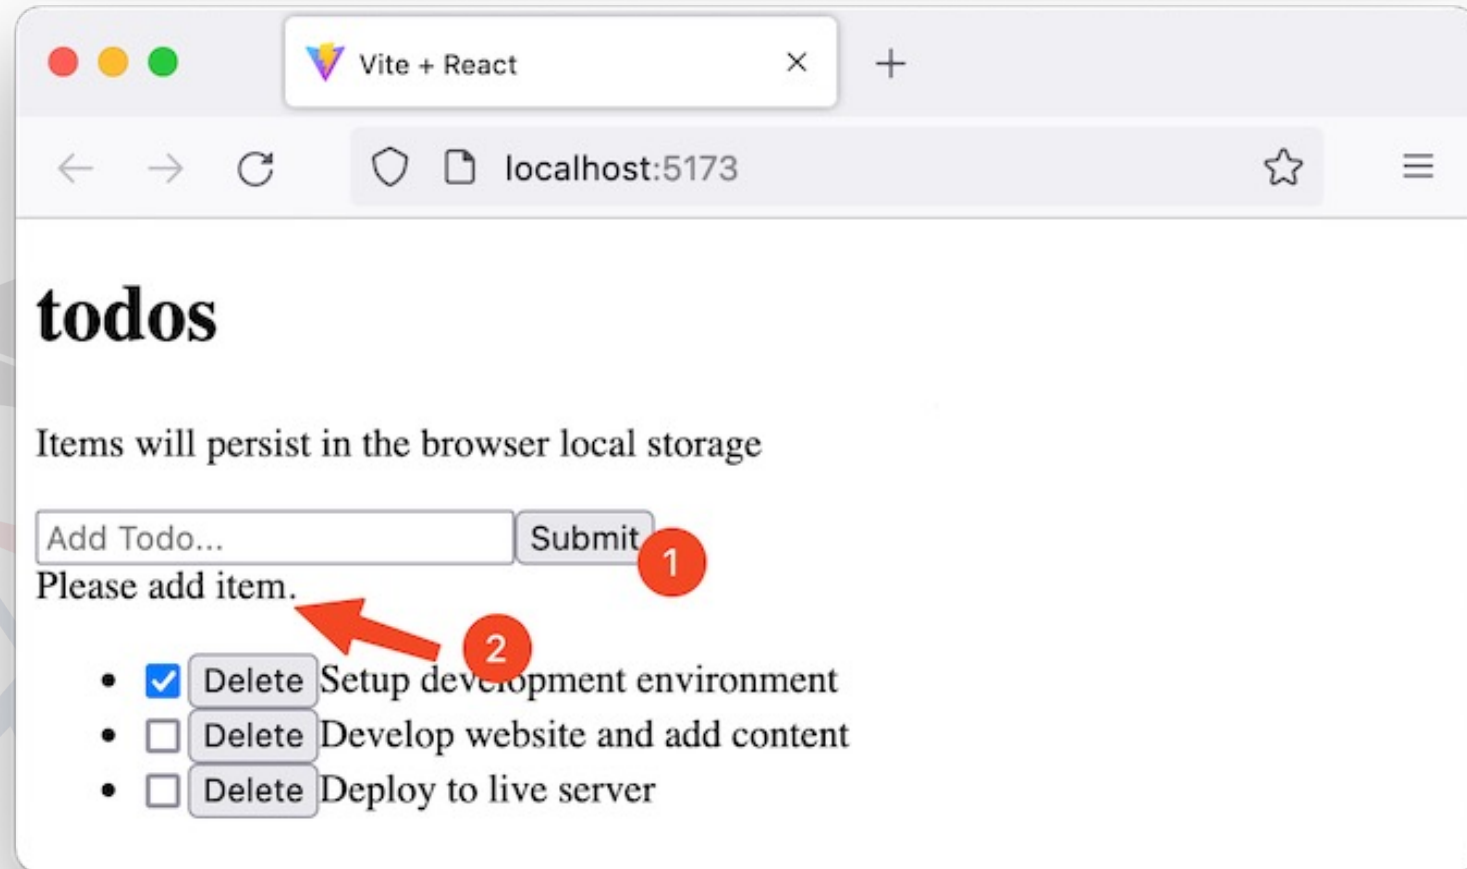 Vite + React
localhost:5173
todos
Items will persist in the browser local storage
Add Todo... Submit
1
Please add item.
2
Delete Setup development environment
Delete Develop website and add content
Delete Deploy to live server